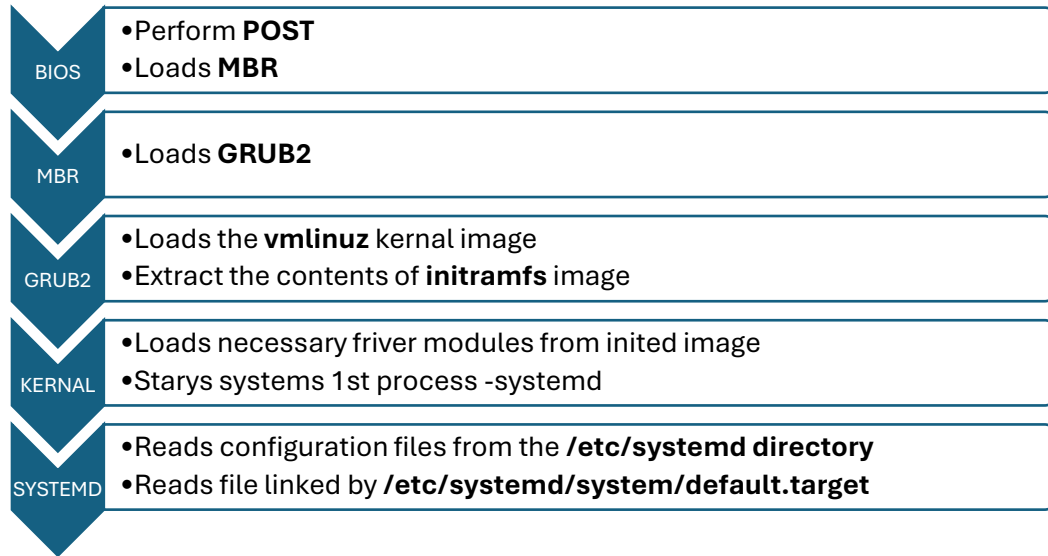 BIOS
•Perform POST
•Loads MBR
MBR
•Loads GRUB2
GRUB2
•Loads the vmlinuz kernal image
•Extract the contents of initramfs image
KERNAL
•Loads necessary friver modules from inited image
•Starys systems 1st process -systemd
SYSTEMD
•Reads configuration files from the /etc/systemd directory
•Reads file linked by /etc/systemd/system/default.target